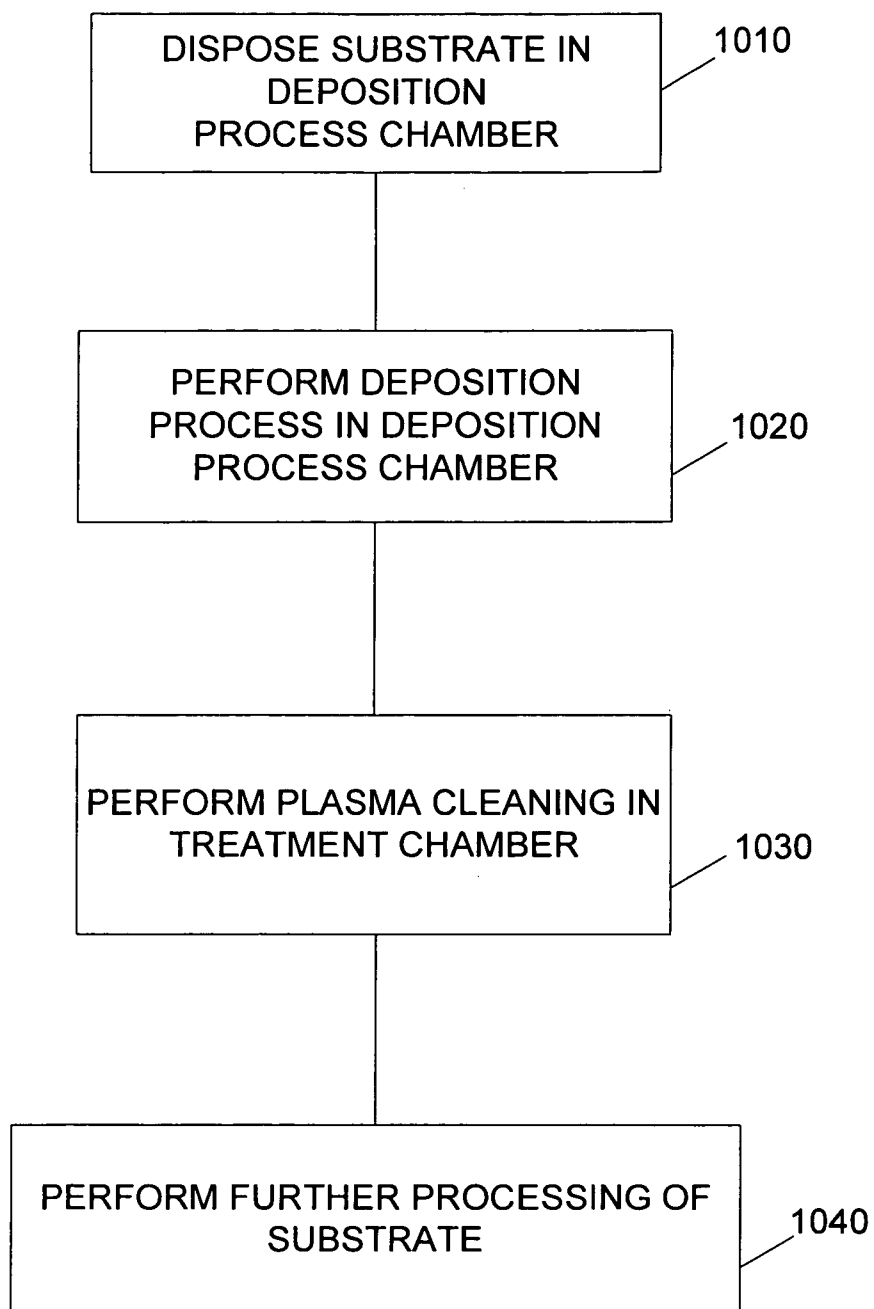 DISPOSE SUBSTRATE IN
DEPOSITION
PROCESS CHAMBER
1010
PERFORM DEPOSITION
PROCESS IN DEPOSITION
PROCESS CHAMBER
1020
PERFORM PLASMA CLEANING IN
TREATMENT CHAMBER
1030
PERFORM FURTHER PROCESSING OF
SUBSTRATE
1040